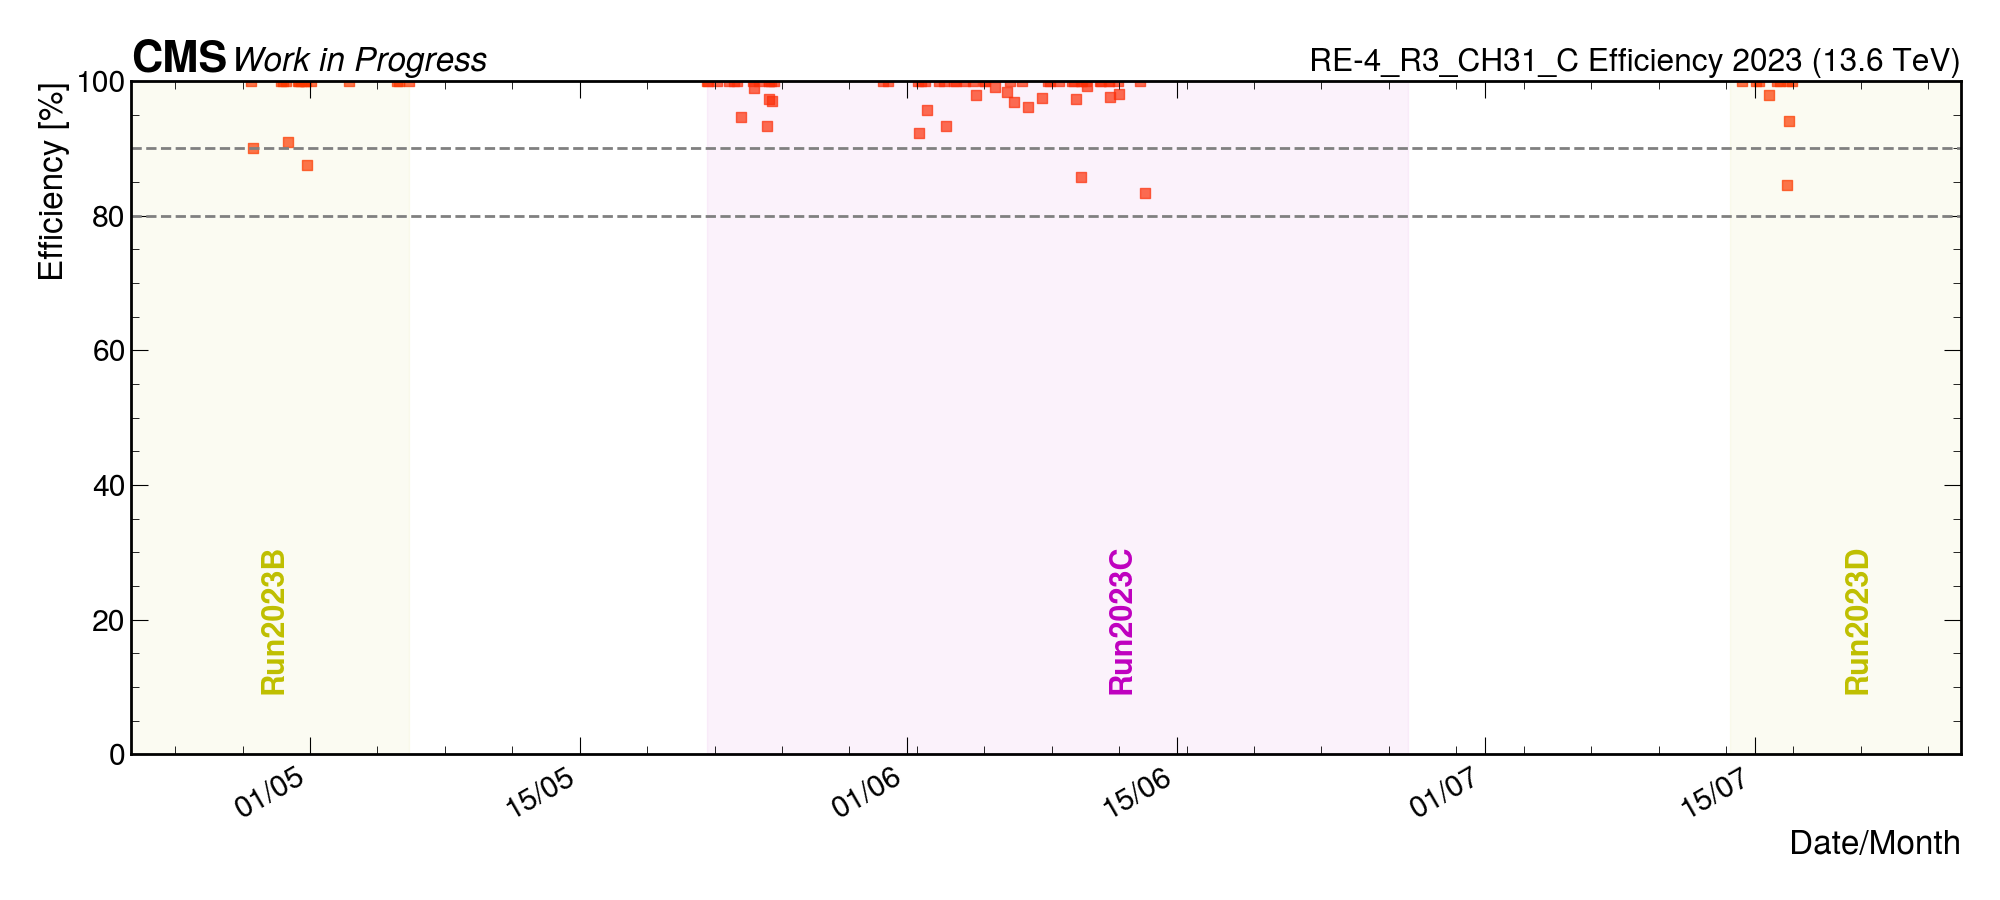 CMS Work in Progress
RE-4_R3_CH31_C Efficiency 2023 (13.6 TeV)
Efficiency [%]
100
80
60
40
20
0
Run2023B
Run2023C
Run2023D
01/05
15/05
01/06
15/06
01/07
15/07
Date/Month